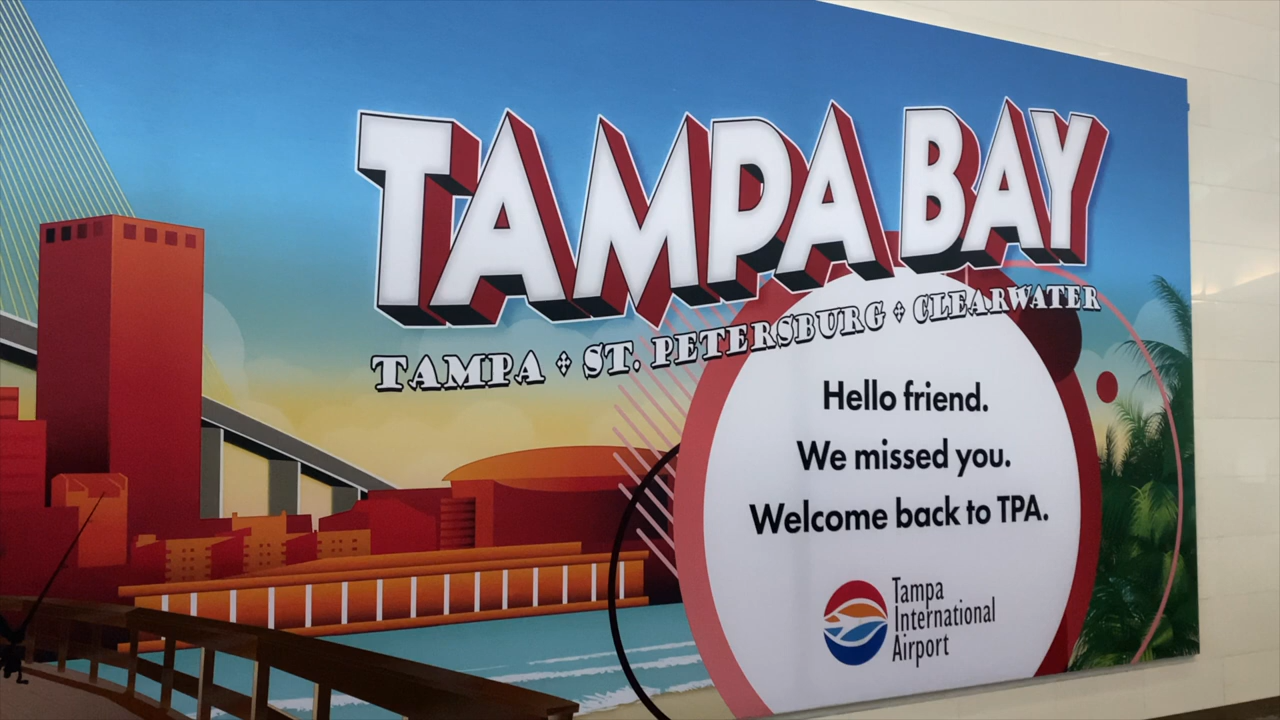 TAMPA BAY
TAMPA ✤ ST. PETERSBURG ✤ CLEARWATER
Hello friend.
We missed you.
Welcome back to TPA.
Tampa
International
Airport